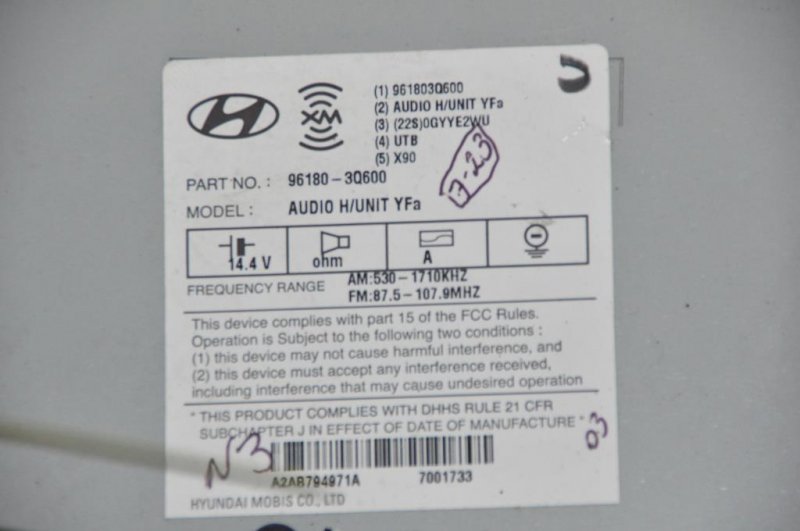 XM
(1) 961803Q600
(2) AUDIO H/UNIT YFa
(3) (22S)0GYYE2WU
(4) UTB
(5) X90
7-23
PART NO. : 96180-3Q600
MODEL : AUDIO H/UNIT YFa
14.4 V ohm A
FREQUENCY RANGE AM:530-1710KHZ
FM:87.5-107.9MHZ
This device complies with part 15 of the FCC Rules.
Operation is Subject to the following two conditions :
(1) this device may not cause harmful interference, and
(2) this device must accept any interference received,
including interference that may cause undesired operation
* THIS PRODUCT COMPLIES WITH DHHS RULE 21 CFR
SUBCHAPTER J IN EFFECT OF DATE OF MANUFACTURE *
N3
03
A2AB794971A 7001733
HYUNDAI MOBIS CO., LTD